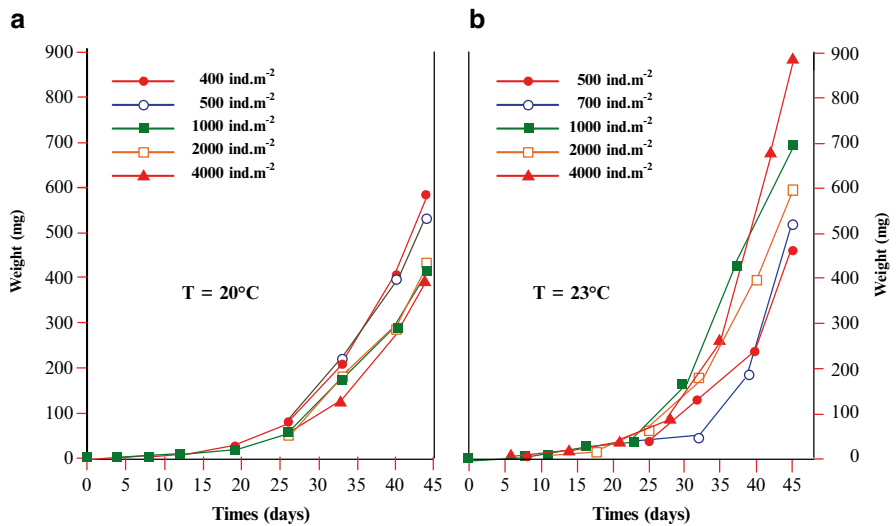 a
900
800
700
600
500
400
300
200
100
0
Weight (mg)
400 ind.m-2
500 ind.m-2
1000 ind.m-2
2000 ind.m-2
4000 ind.m-2
T = 20°C
0 5 10 15 20 25 30 35 40 45
Times (days)
b
500 ind.m-2
700 ind.m-2
1000 ind.m-2
2000 ind.m-2
4000 ind.m-2
T = 23°C
900
800
700
600
500
400
300
200
100
0
Weight (mg)
0 5 10 15 20 25 30 35 40 45
Times (days)